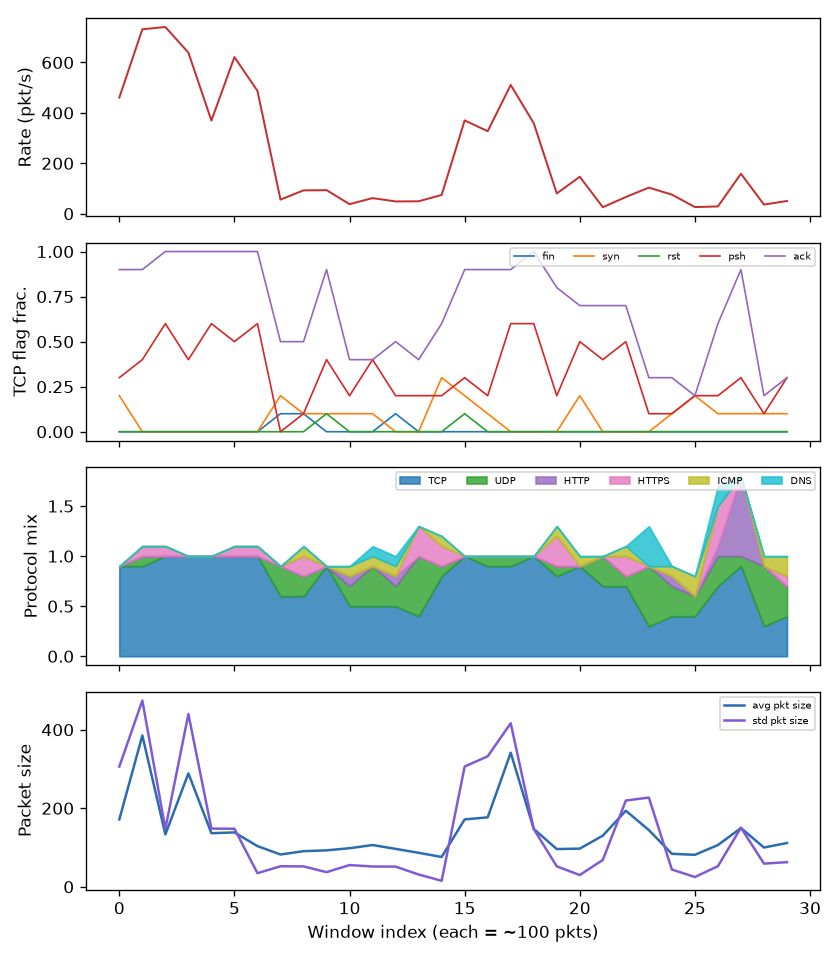 Rate (pkt/s)
600
400
200
0
TCP flag frac.
1.00
0.75
0.50
0.25
0.00
fin syn rst psh ack
Protocol mix
1.5
1.0
0.5
0.0
TCP UDP HTTP HTTPS ICMP DNS
Packet size
400
200
0
avg pkt size
std pkt size
0 5 10 15 20 25 30
Window index (each = ~100 pkts)